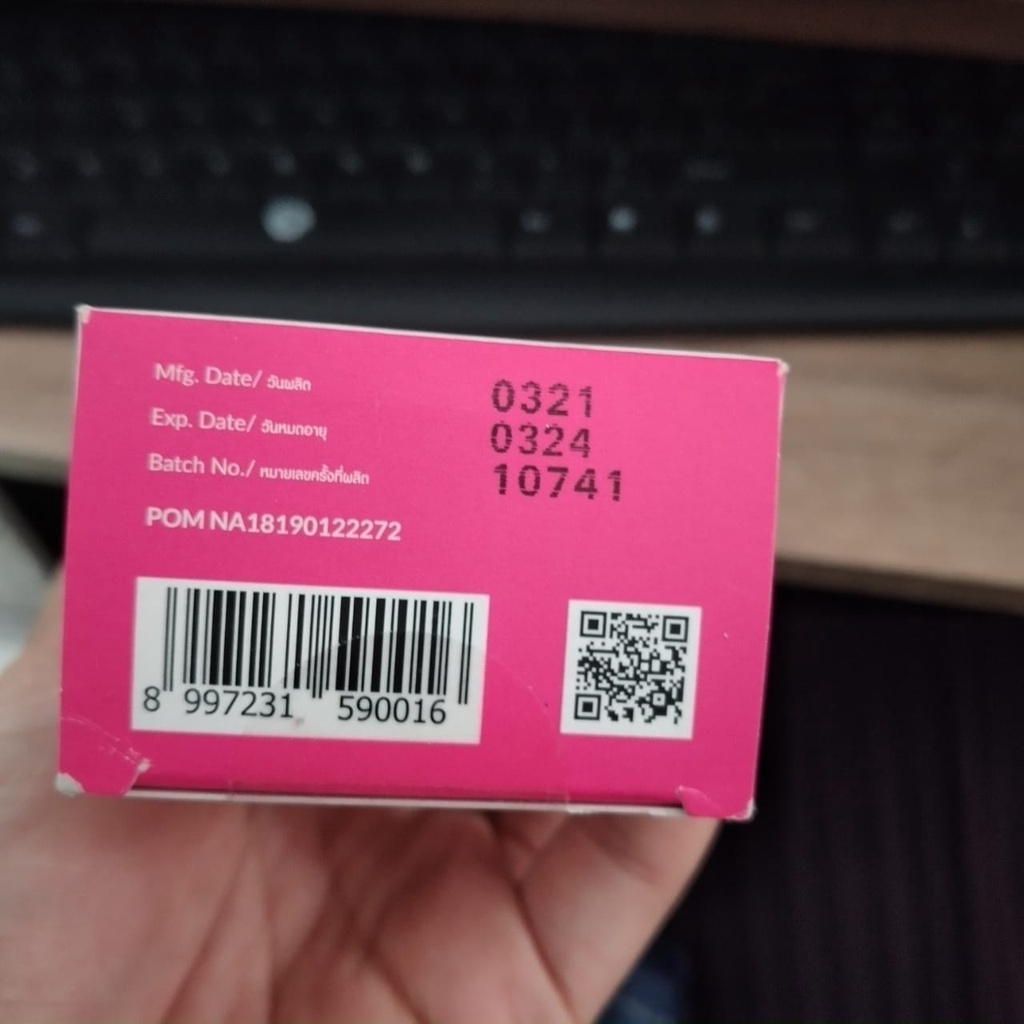 Mfg. Date/ วันผลิต 0321
Exp. Date/ วันหมดอายุ 0324
Batch No./ หมายเลขครั้งที่ผลิต 10741
POM NA18190122272
8 997231 590016